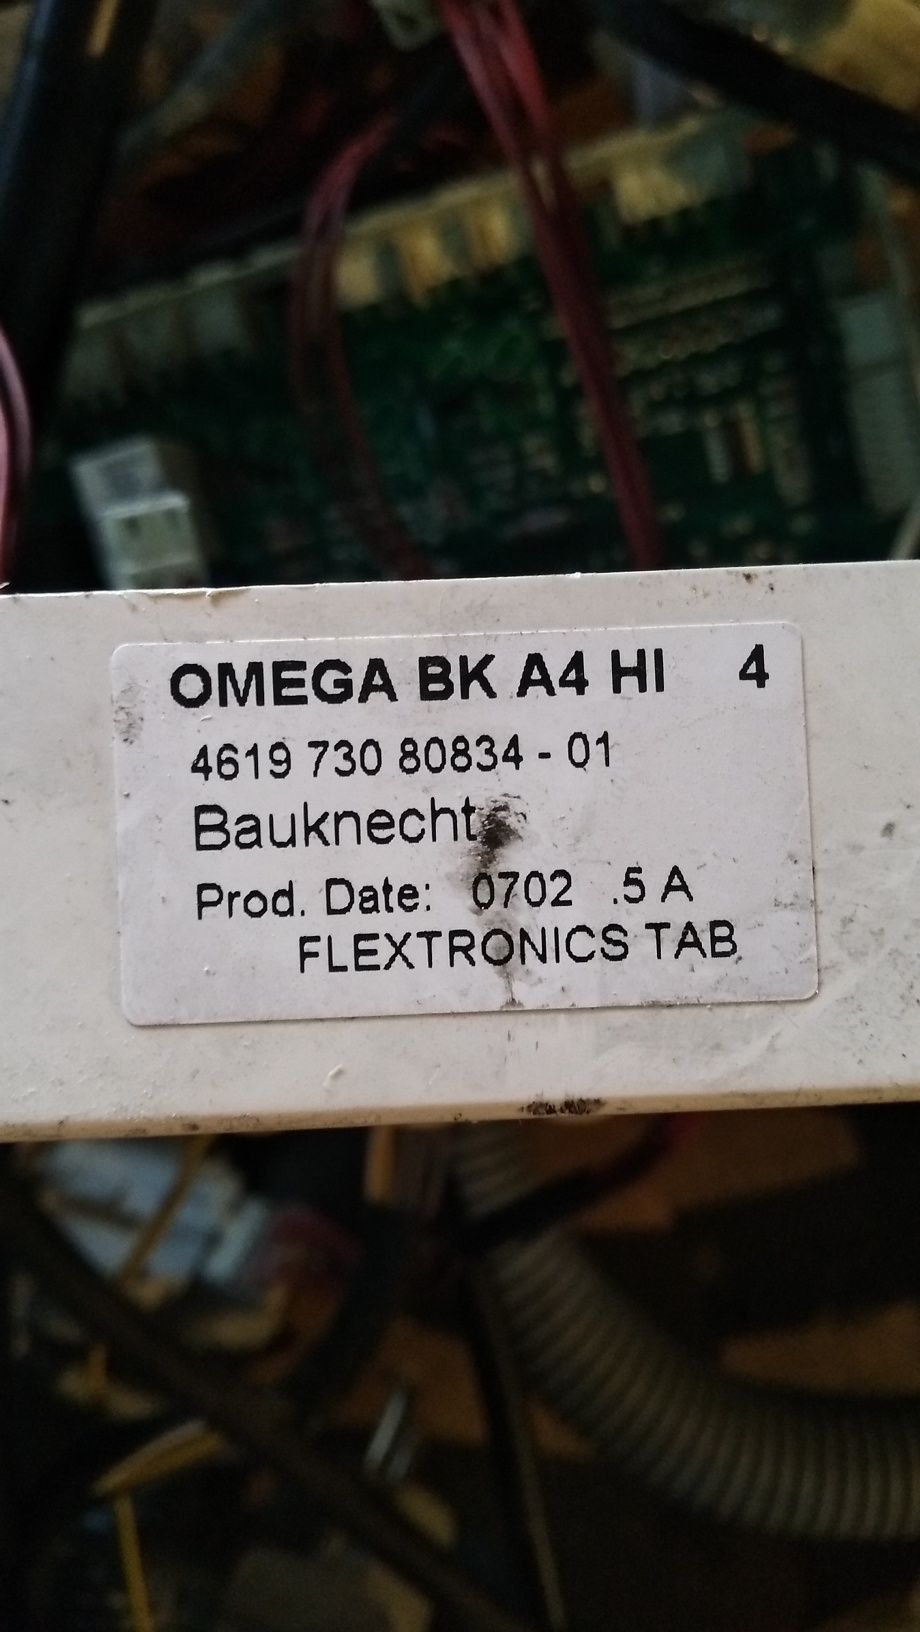 OMEGA BK A4 HI 4
4619 730 80834 - 01
Bauknecht
Prod. Date: 0702 .5 A
FLEXTRONICS TAB